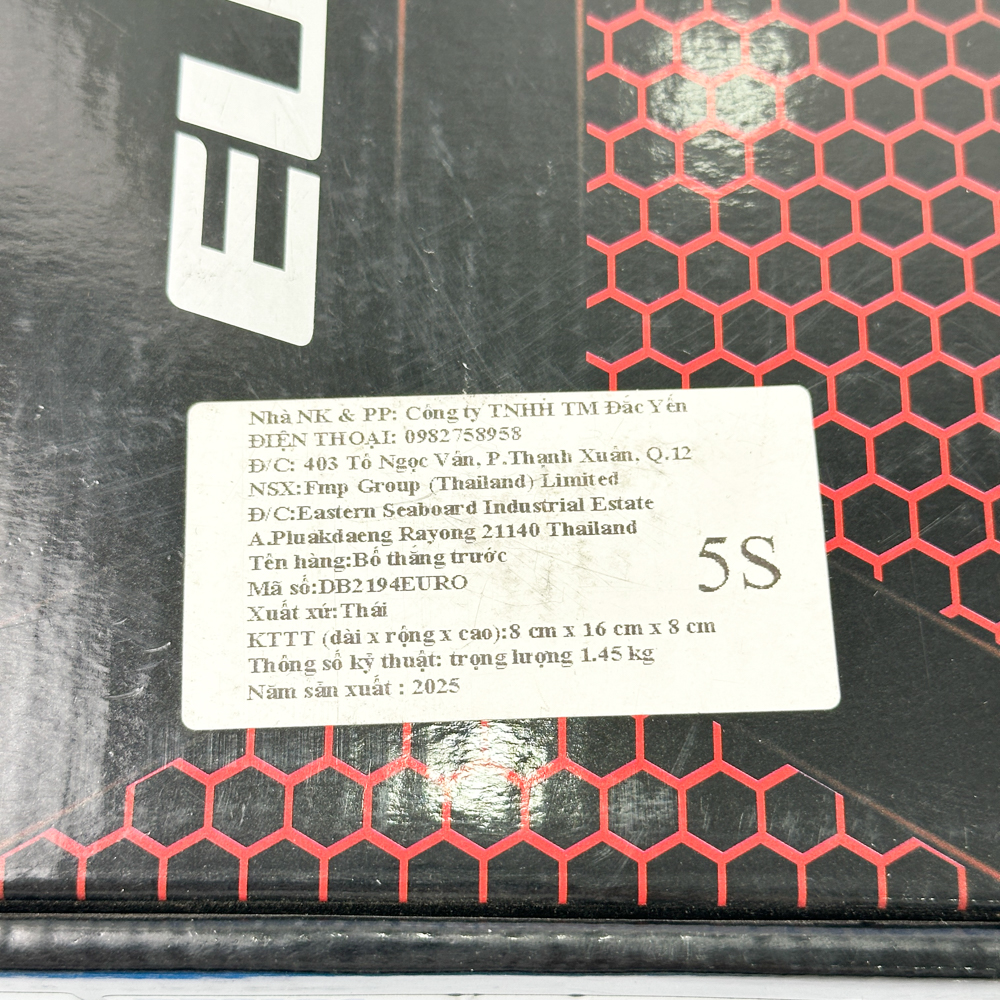 EU
Nhà NK & PP: Công ty TNHH TM Đắc Yến
ĐIỆN THOẠI: 0982758958
Đ/C: 403 Tô Ngọc Vân, P.Thạnh Xuân, Q.12
NSX:Fmp Group (Thailand) Limited
Đ/C:Eastern Seaboard Industrial Estate
A.Pluakdaeng Rayong 21140 Thailand
Tên hàng:Bố thắng trước
Mã số:DB2194EURO
Xuất xứ:Thái
KTTT (dài x rộng x cao):8 cm x 16 cm x 8 cm
Thông số kỷ thuật: trọng lượng 1.45 kg
Năm sản xuất : 2025
5S